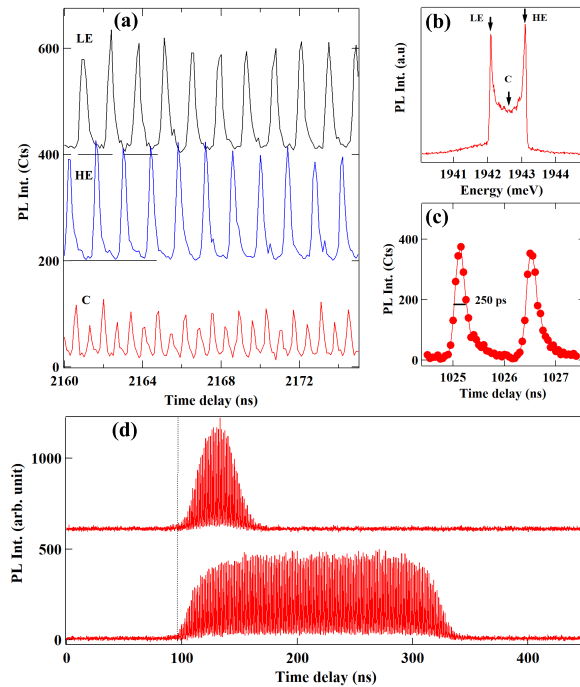 (a)
LE
600
400
HE
200
C
0
PL Int. (Cts)
2160
2164
2168
2172
Time delay (ns)
(b)
LE
HE
C
PL Int. (a.u)
1941
1942
1943
1944
Energy (meV)
(c)
400
200
0
250 ps
PL Int. (Cts)
1025
1026
1027
Time delay (ns)
(d)
1000
500
0
PL Int. (arb. unit)
0
100
200
300
400
Time delay (ns)